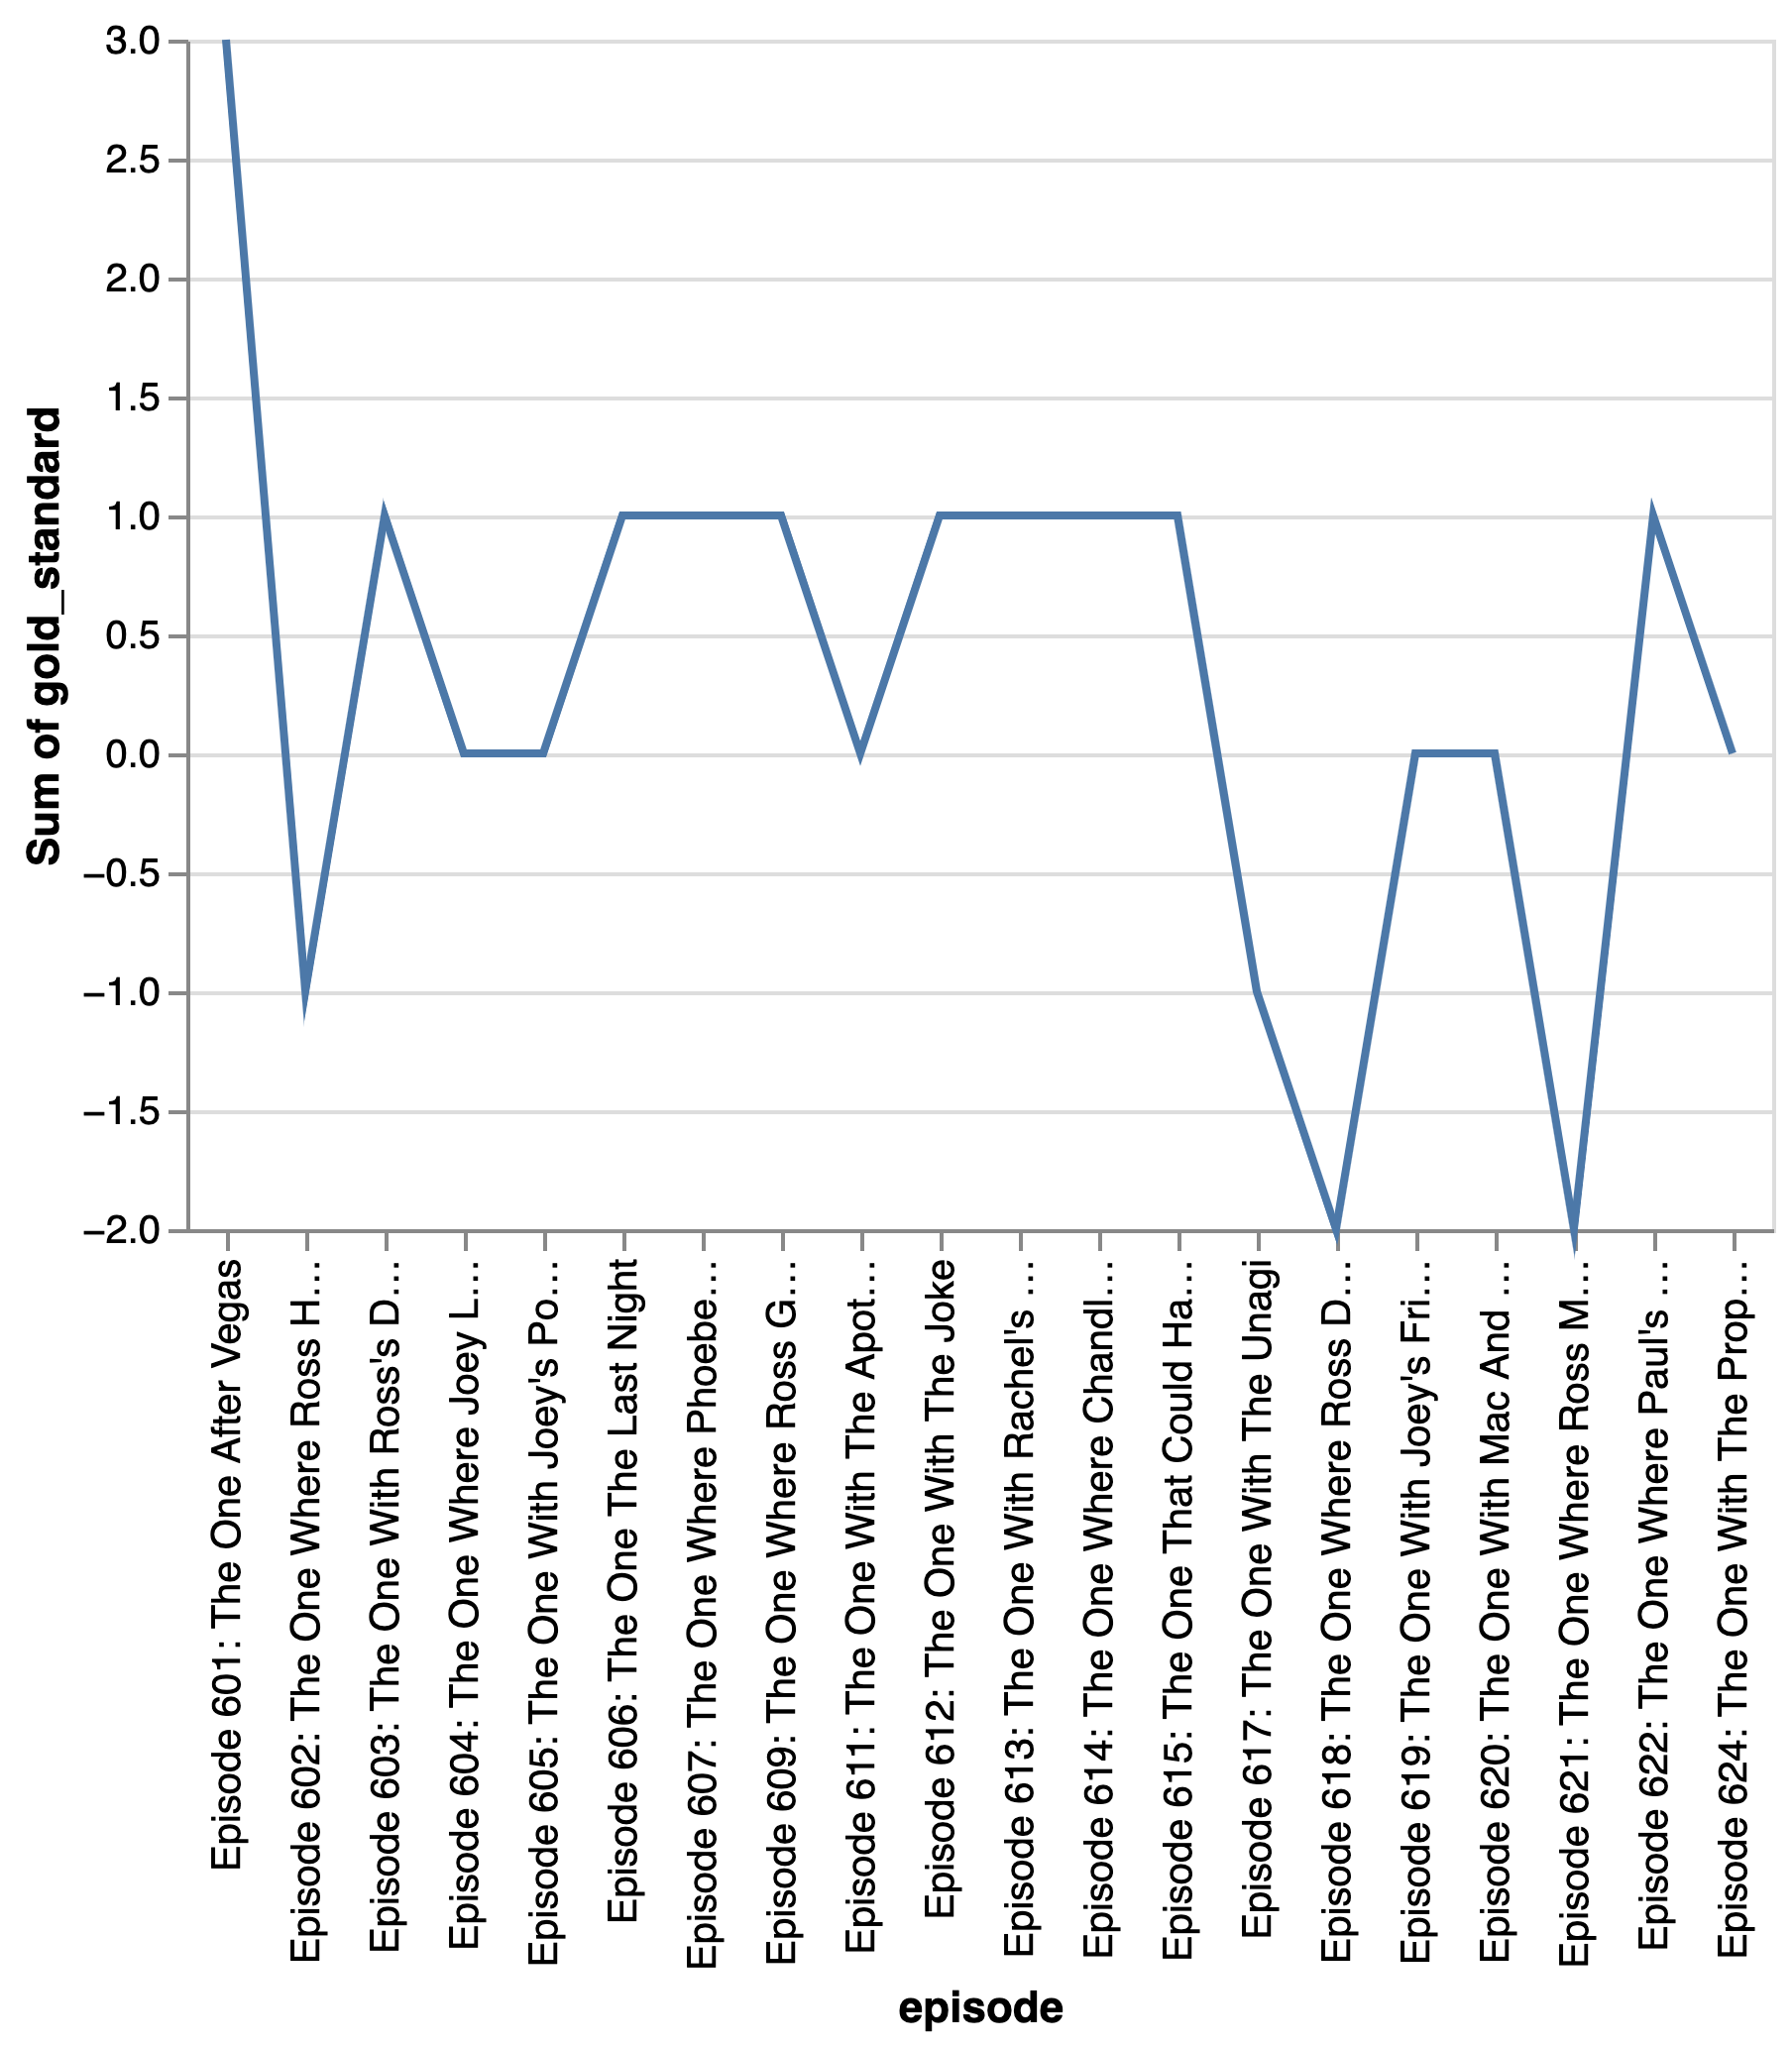 3.0
2.5
2.0
1.5
1.0
0.5
0.0
−0.5
−1.0
−1.5
−2.0
Sum of gold_standard
Episode 601: The One After Vegas
Episode 602: The One Where Ross H…
Episode 603: The One With Ross's D…
Episode 604: The One Where Joey L…
Episode 605: The One With Joey's Po…
Episode 606: The One The Last Night
Episode 607: The One Where Phoebe…
Episode 609: The One Where Ross G…
Episode 611: The One With The Apot…
Episode 612: The One With The Joke
Episode 613: The One With Rachel's …
Episode 614: The One Where Chandl…
Episode 615: The One That Could Ha…
Episode 617: The One With The Unagi
Episode 618: The One Where Ross D…
Episode 619: The One With Joey's Fri…
Episode 620: The One With Mac And …
Episode 621: The One Where Ross M…
Episode 622: The One Where Paul's …
Episode 624: The One With The Prop…
episode